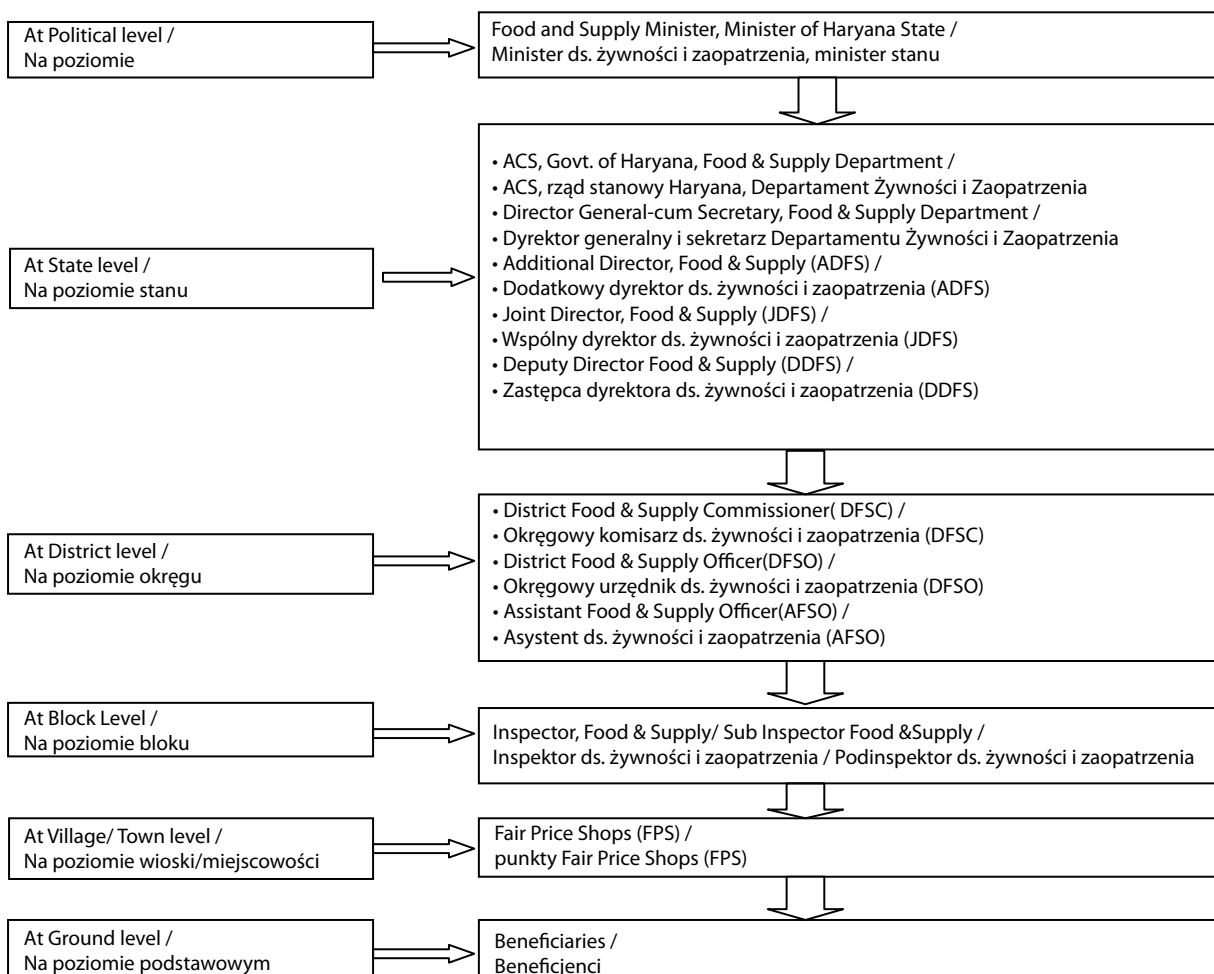 At Political level /
Na poziomie
Food and Supply Minister, Minister of Haryana State /
Minister ds. żywności i zaopatrzenia, minister stanu
At State level /
Na poziomie stanu
• ACS, Govt. of Haryana, Food & Supply Department /
• ACS, rząd stanowy Haryana, Departament Żywności i Zaopatrzenia
• Director General-cum Secretary, Food & Supply Department /
• Dyrektor generalny i sekretarz Departamentu Żywności i Zaopatrzenia
• Additional Director, Food & Supply (ADFS) /
• Dodatkowy dyrektor ds. żywności i zaopatrzenia (ADFS)
• Joint Director, Food & Supply (JDFS) /
• Wspólny dyrektor ds. żywności i zaopatrzenia (JDFS)
• Deputy Director Food & Supply (DDFS) /
• Zastępca dyrektora ds. żywności i zaopatrzenia (DDFS)
At District level /
Na poziomie okręgu
• District Food & Supply Commissioner( DFSC) /
• Okręgowy komisarz ds. żywności i zaopatrzenia (DFSC)
• District Food & Supply Officer(DFSO) /
• Okręgowy urzędnik ds. żywności i zaopatrzenia (DFSO)
• Assistant Food & Supply Officer(AFSO) /
• Asystent ds. żywności i zaopatrzenia (AFSO)
At Block Level /
Na poziomie bloku
Inspector, Food & Supply/ Sub Inspector Food &Supply /
Inspektor ds. żywności i zaopatrzenia / Podinspektor ds. żywności i zaopatrzenia
At Village/ Town level /
Na poziomie wioski/miejscowości
Fair Price Shops (FPS) /
punkty Fair Price Shops (FPS)
At Ground level /
Na poziomie podstawowym
Beneficiaries /
Beneficjenci